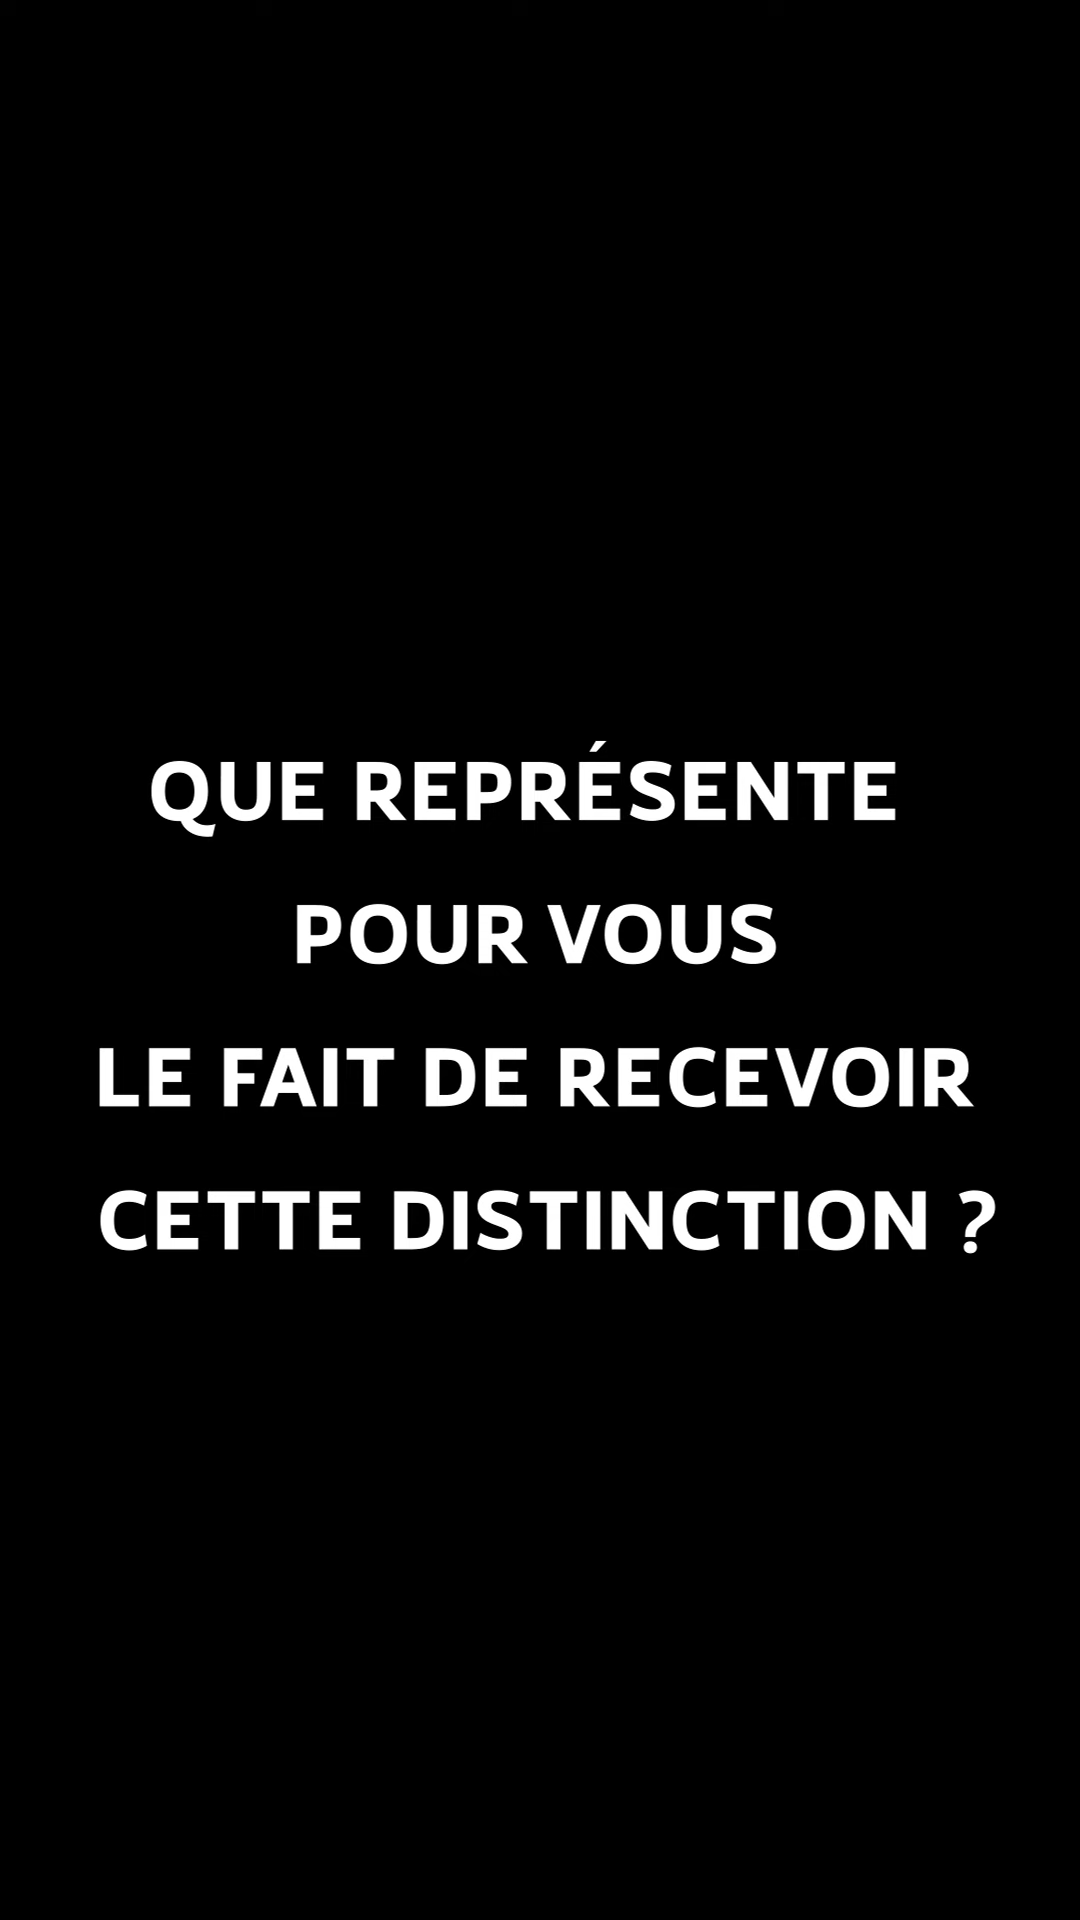 QUE REPRÉSENTE
POUR VOUS
LE FAIT DE RECEVOIR
CETTE DISTINCTION ?